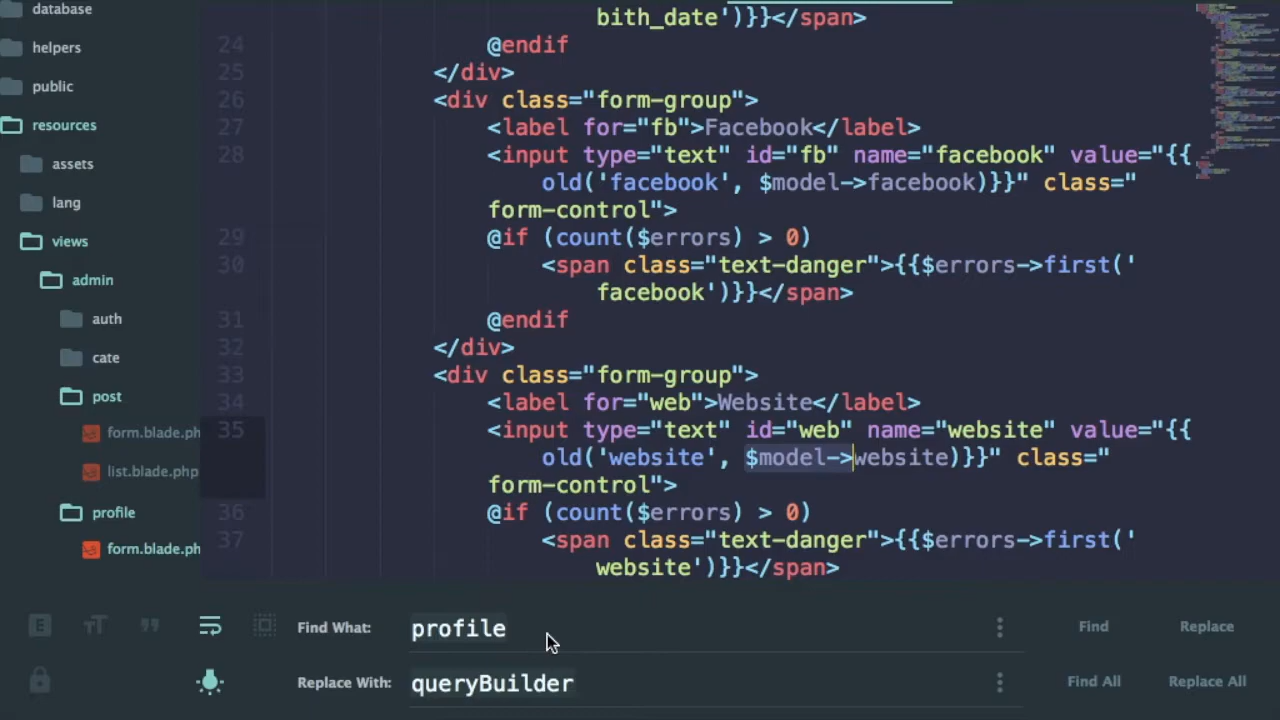 database
helpers
public
resources
assets
lang
views
admin
auth
cate
post
form.blade.ph
list.blade.php
profile
form.blade.ph
bith_date')}}</span>
24 @endif
25 </div>
26 <div class="form-group">
27 <label for="fb">Facebook</label>
28 <input type="text" id="fb" name="facebook" value="{{
old('facebook', $model->facebook)}}" class="
form-control">
29 @if (count($errors) > 0)
30 <span class="text-danger">{{$errors->first('
facebook')}}</span>
31 @endif
32 </div>
33 <div class="form-group">
34 <label for="web">Website</label>
35 <input type="text" id="web" name="website" value="{{
old('website', $model->website)}}" class="
form-control">
36 @if (count($errors) > 0)
37 <span class="text-danger">{{$errors->first('
website')}}</span>
Find What: profile Find Replace
Replace With: queryBuilder Find All Replace All